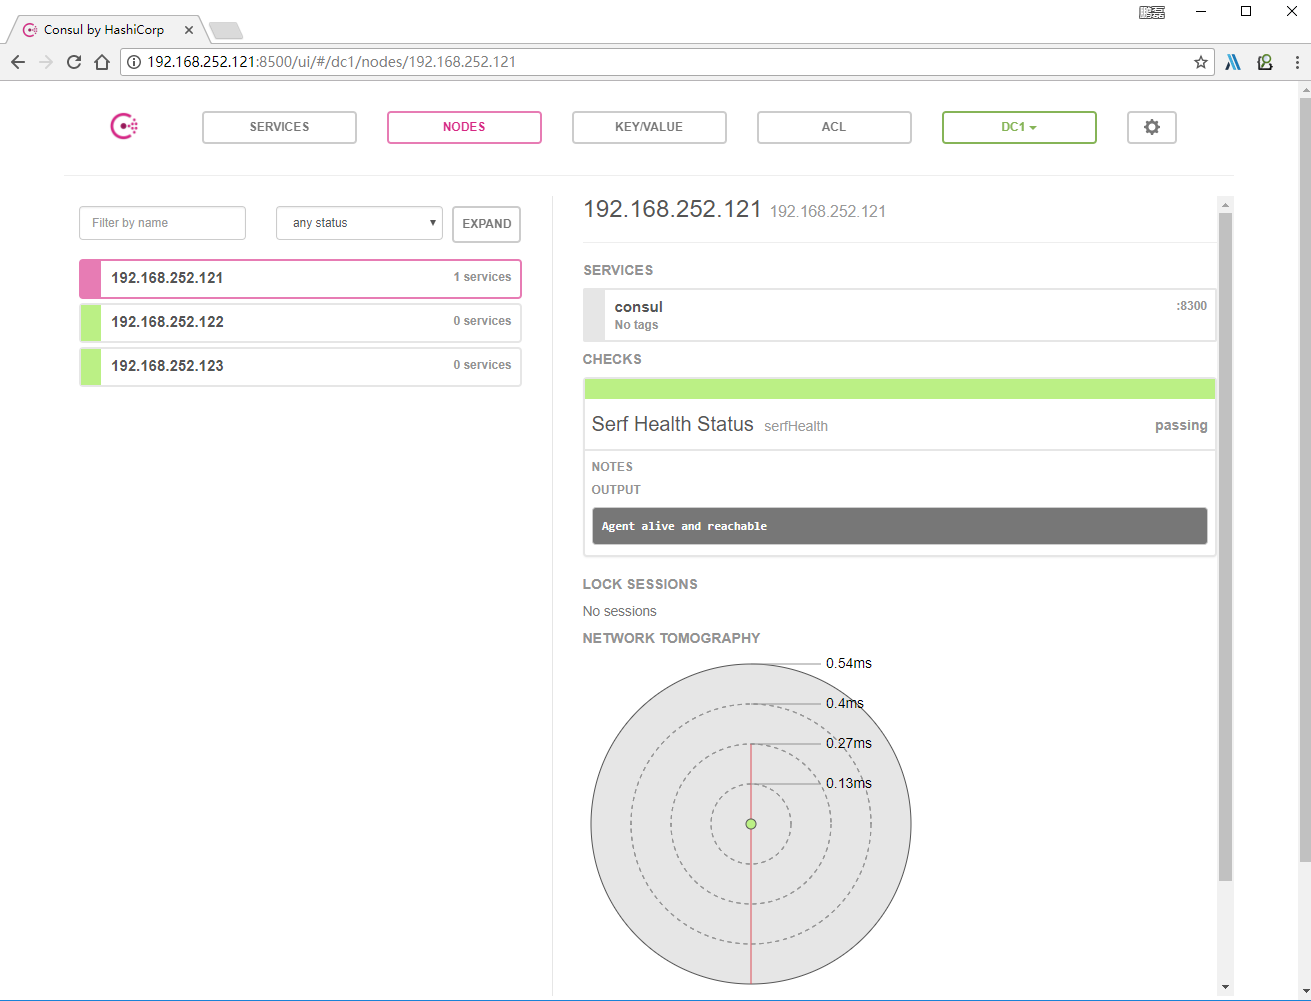 Consul by HashiCorp
192.168.252.121:8500/ui/#/dc1/nodes/192.168.252.121
SERVICES
NODES
KEY/VALUE
ACL
DC1
Filter by name
any status
EXPAND
192.168.252.121
1 services
192.168.252.122
0 services
192.168.252.123
0 services
192.168.252.121 192.168.252.121
SERVICES
consul
:8300
No tags
CHECKS
Serf Health Status serfHealth
passing
NOTES
OUTPUT
Agent alive and reachable
LOCK SESSIONS
No sessions
NETWORK TOMOGRAPHY
0.54ms
0.4ms
0.27ms
0.13ms